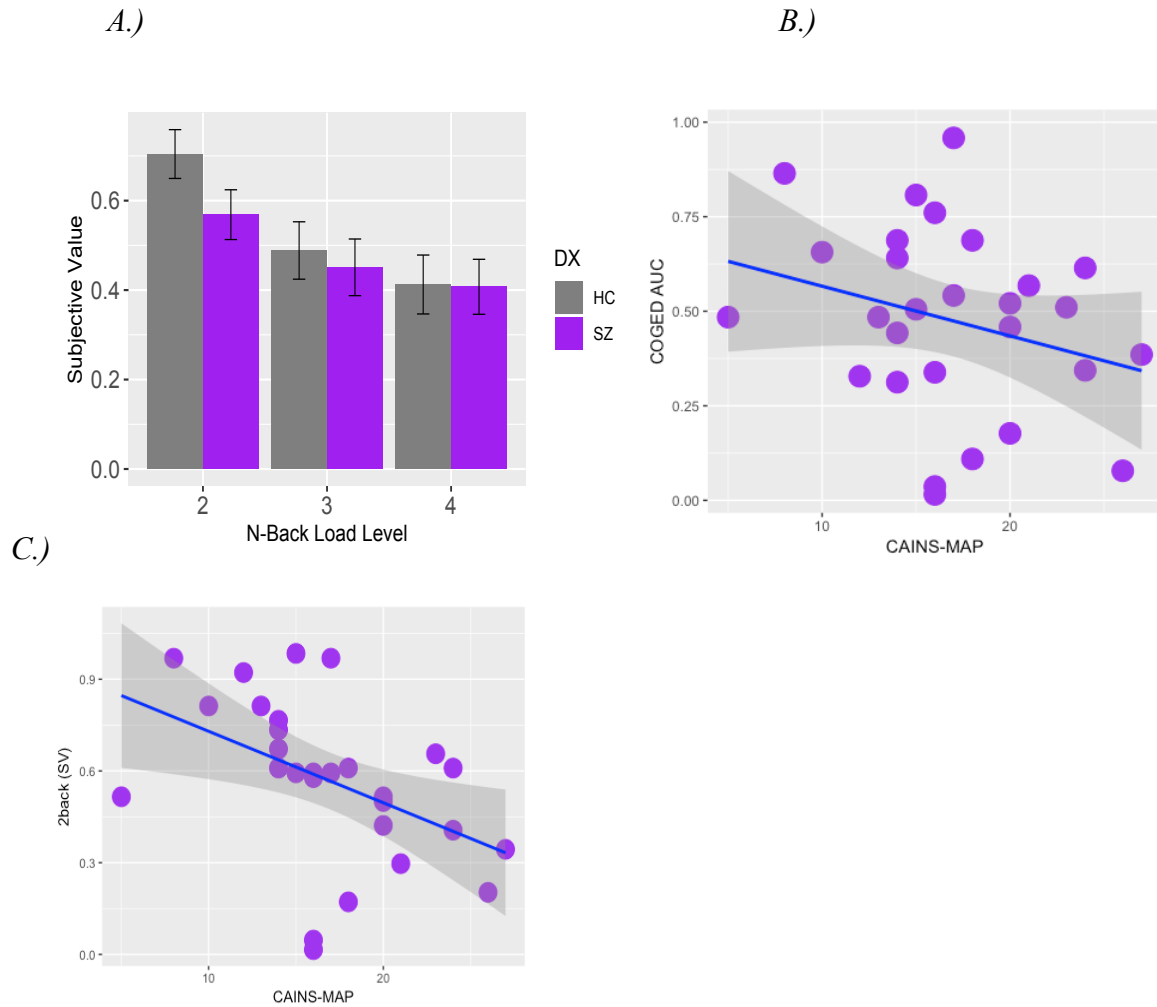 A.)
Subjective Value
0.6
0.4
0.2
0.0
2 3 4
N-Back Load Level
DX
HC
SZ
B.)
COGED AUC
1.00
0.75
0.50
0.25
0.00
10 20
CAINS-MAP
C.)
2back (SV)
0.9
0.6
0.3
0.0
10 20
CAINS-MAP